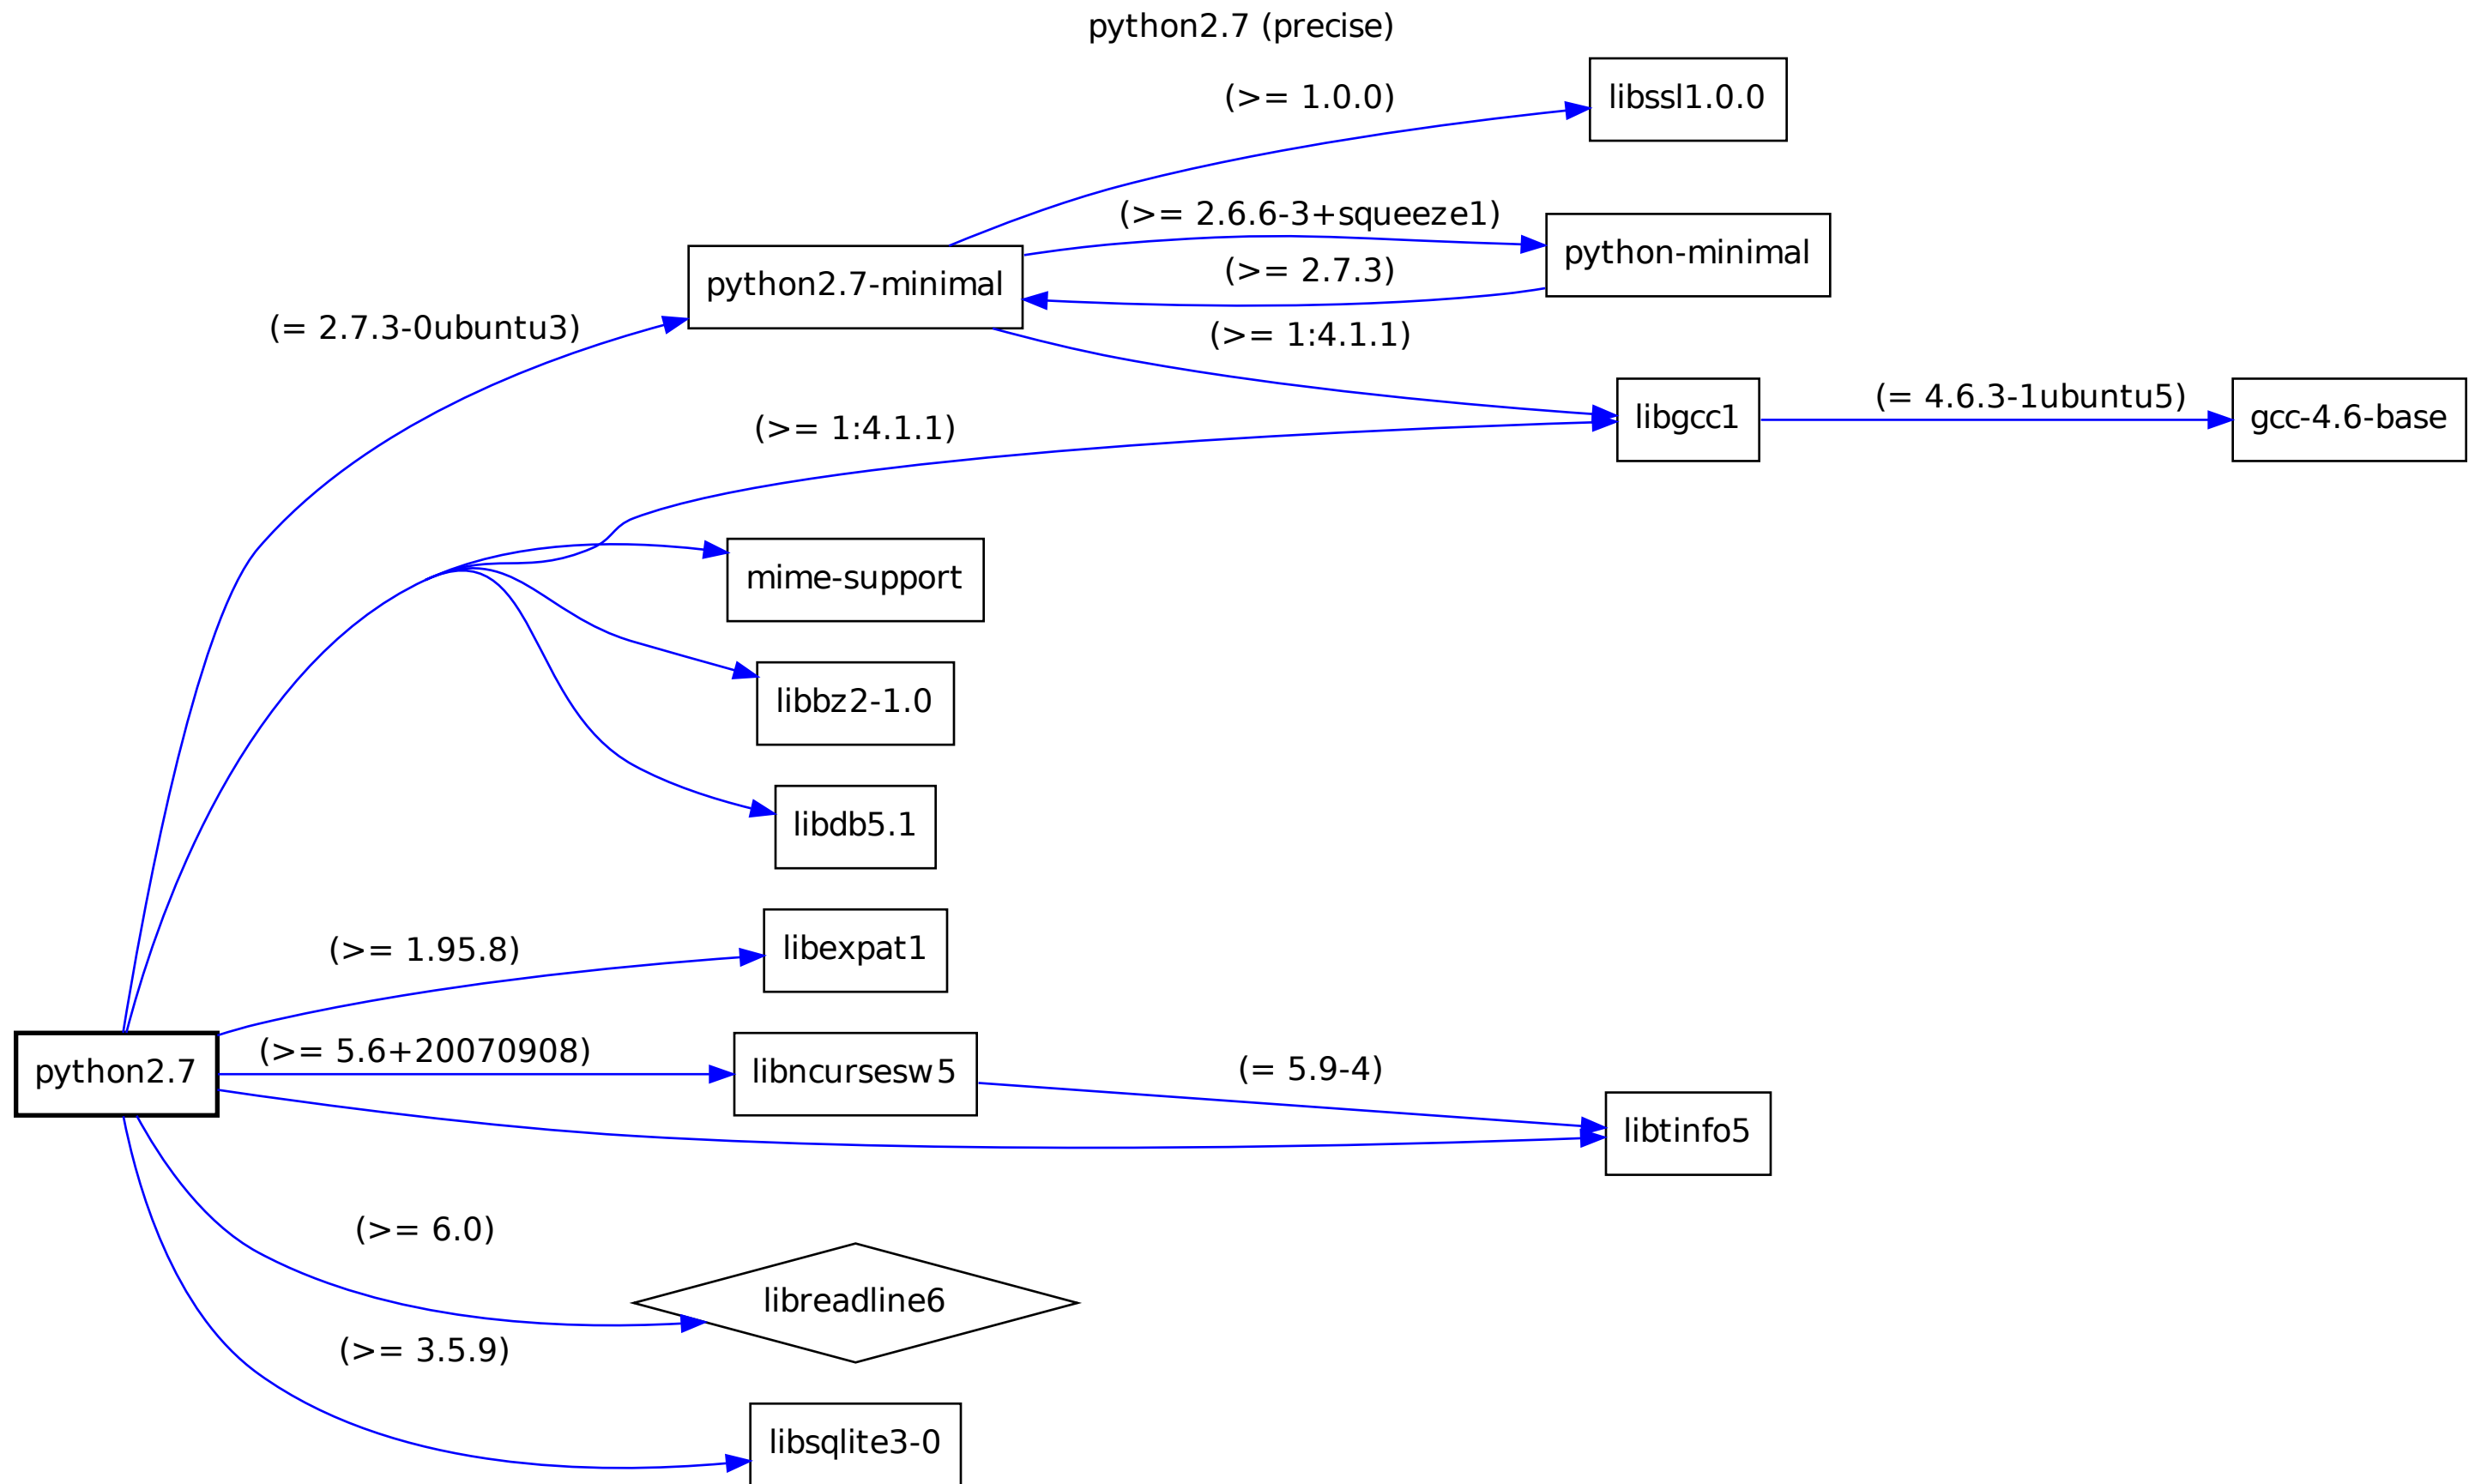 python2.7 (precise)
(>= 1.0.0)
libssl1.0.0
(>= 2.6.6-3+squeeze1)
python-minimal
python2.7-minimal
(>= 2.7.3)
(= 2.7.3-0ubuntu3)
(>= 1:4.1.1)
(>= 1:4.1.1)
libgcc1
(= 4.6.3-1ubuntu5)
gcc-4.6-base
mime-support
libbz2-1.0
libdb5.1
(>= 1.95.8)
libexpat1
python2.7
(>= 5.6+20070908)
libncursesw5
(= 5.9-4)
libtinfo5
(>= 6.0)
libreadline6
(>= 3.5.9)
libsqlite3-0